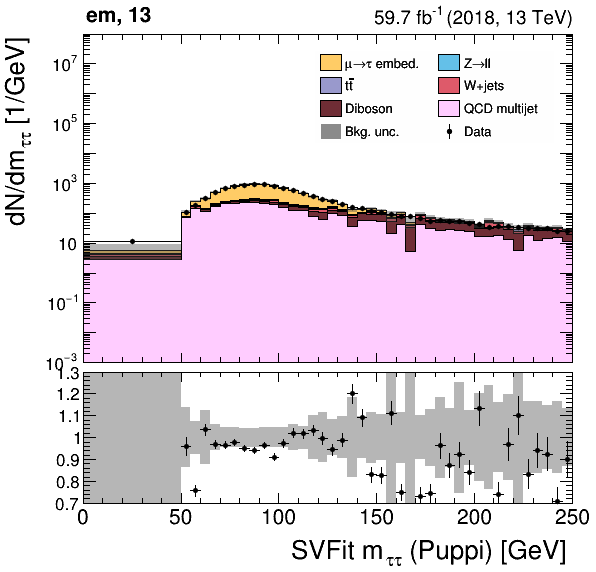 em, 13
59.7 fb⁻¹ (2018, 13 TeV)
dN/dmττ [1/GeV]
10⁷
10⁵
10³
10
10⁻¹
10⁻³
μ→τ embed.
Z→ll
tt̄
W+jets
Diboson
QCD multijet
Bkg. unc.
Data
1.3
1.2
1.1
1
0.9
0.8
0.7
0
50
100
150
200
250
SVFit mττ (Puppi) [GeV]